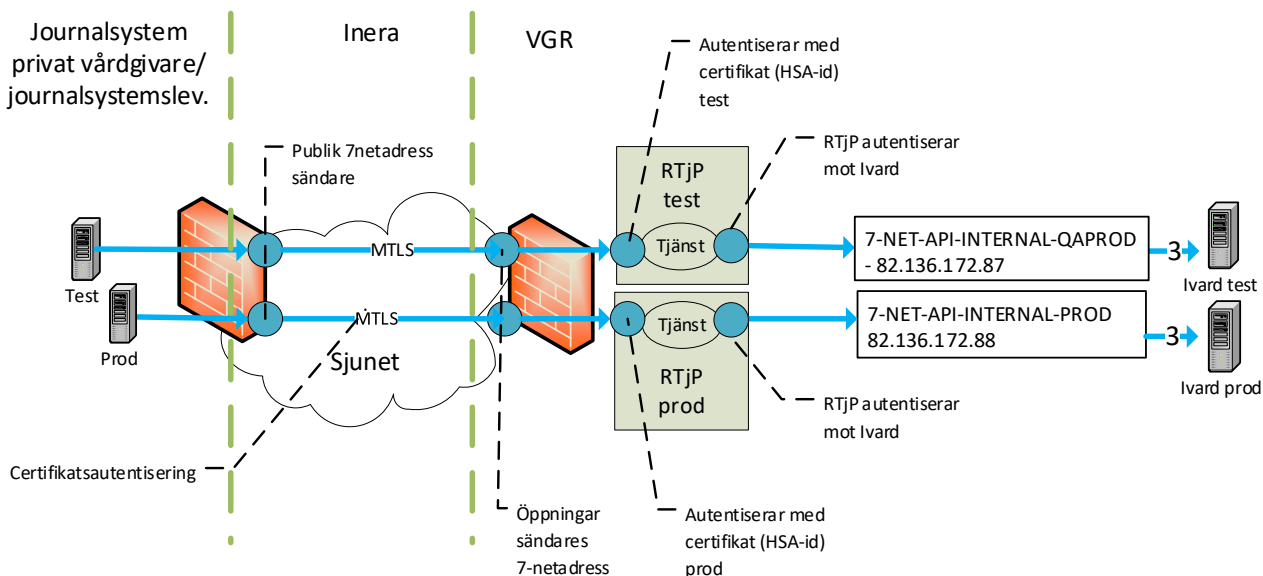 Journalsystem
privat vårdgivare/
journalsystemslev.
Inera
VGR
Autentiserar med
certifikat (HSA-id)
test
Publik 7netadress
sändare
RTjP autentiserar
mot Ivard
RTjP
test
Tjänst
MTLS
7-NET-API-INTERNAL-QAPROD
- 82.136.172.87
3
Ivard test
Test
Prod
MTLS
Sjunet
Tjänst
RTjP
prod
7-NET-API-INTERNAL-PROD
82.136.172.88
3
Ivard prod
RTjP autentiserar
mot Ivard
Certifikatsautentisering
Öppningar
sändares
7-netadress
Autentiserar med
certifikat (HSA-id)
prod